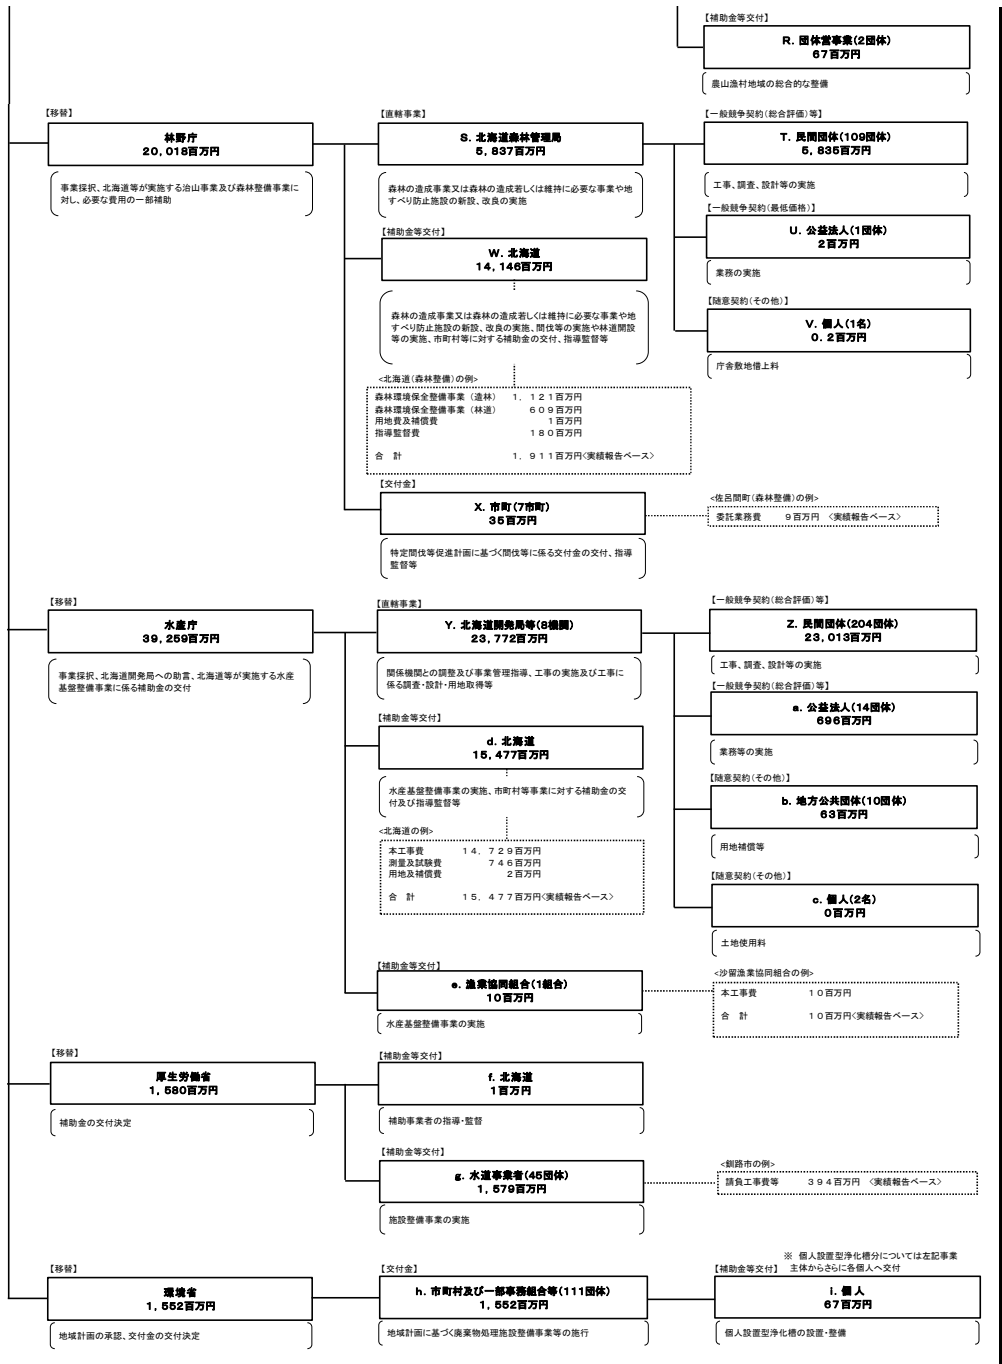 【補助金等交付】
R. 団体営事業(2団体)
67百万円
農山漁村地域の総合的な整備
【移替】
林野庁
20,018百万円
事業採択、北海道等が実施する治山事業及び森林整備事業に
対し、必要な費用の一部補助
【直轄事業】
S. 北海道森林管理局
5,837百万円
森林の造成事業又は森林の造成若しくは維持に必要な事業や地
すべり防止施設の新設、改良の実施
【一般競争契約(総合評価)等】
T. 民間団体(109団体)
5,835百万円
工事、調査、設計等の実施
【一般競争契約(最低価格)】
U. 公益法人(1団体)
2百万円
業務の実施
【随意契約(その他)】
V. 個人(1名)
0.2百万円
庁舎敷地借上料
【補助金等交付】
W. 北海道
14,146百万円
森林の造成事業又は森林の造成若しくは維持に必要な事業や地
すべり防止施設の新設、改良の実施、間伐等の実施や林道開設
等の実施、市町村等に対する補助金の交付、指導監督等
<北海道(森林整備)の例>
森林環境保全整備事業(造林) 1,121百万円
森林環境保全整備事業(林道) 609百万円
用地費及補償費 1百万円
指導監督費 180百万円
合 計 1,911百万円<実績報告ベース>
【交付金】
X. 市町(7市町)
35百万円
特定間伐等促進計画に基づく間伐等に係る交付金の交付、指導
監督等
<佐呂間町(森林整備)の例>
委託業務費 9百万円 <実績報告ベース>
【移替】
水産庁
39,259百万円
事業採択、北海道開発局への助言、北海道等が実施する水産
基盤整備事業に係る補助金の交付
【直轄事業】
Y. 北海道開発局等(8機関)
23,772百万円
関係機関との調整及び事業管理指導、工事の実施及び工事に
係る調査・設計・用地取得等
【一般競争契約(総合評価)等】
Z. 民間団体(204団体)
23,013百万円
工事、調査、設計等の実施
【一般競争契約(総合評価)等】
a. 公益法人(14団体)
696百万円
業務等の実施
【随意契約(その他)】
b. 地方公共団体(10団体)
63百万円
用地補償等
【随意契約(その他)】
c. 個人(2名)
0百万円
土地使用料
【補助金等交付】
d. 北海道
15,477百万円
水産基盤整備事業の実施、市町村等事業に対する補助金の交
付及び指導監督等
<北海道の例>
本工事費 14,729百万円
測量及試験費 746百万円
用地及補償費 2百万円
合 計 15,477百万円<実績報告ベース>
【補助金等交付】
e. 漁業協同組合(1組合)
10百万円
水産基盤整備事業の実施
<沙留漁業協同組合の例>
本工事費 10百万円
合 計 10百万円<実績報告ベース>
【移替】
厚生労働省
1,580百万円
補助金の交付決定
【補助金等交付】
f. 北海道
1百万円
補助事業者の指導・監督
【補助金等交付】
g. 水道事業者(45団体)
1,579百万円
施設整備事業の実施
<釧路市の例>
請負工事費等 394百万円 <実績報告ベース>
【移替】
環境省
1,552百万円
地域計画の承認、交付金の交付決定
【交付金】
h. 市町村及び一部事務組合等(111団体)
1,552百万円
地域計画に基づく廃棄物処理施設整備事業等の施行
※ 個人設置型浄化槽分については左記事業
【補助金等交付】 主体からさらに各個人へ交付
i. 個人
67百万円
個人設置型浄化槽の設置・整備